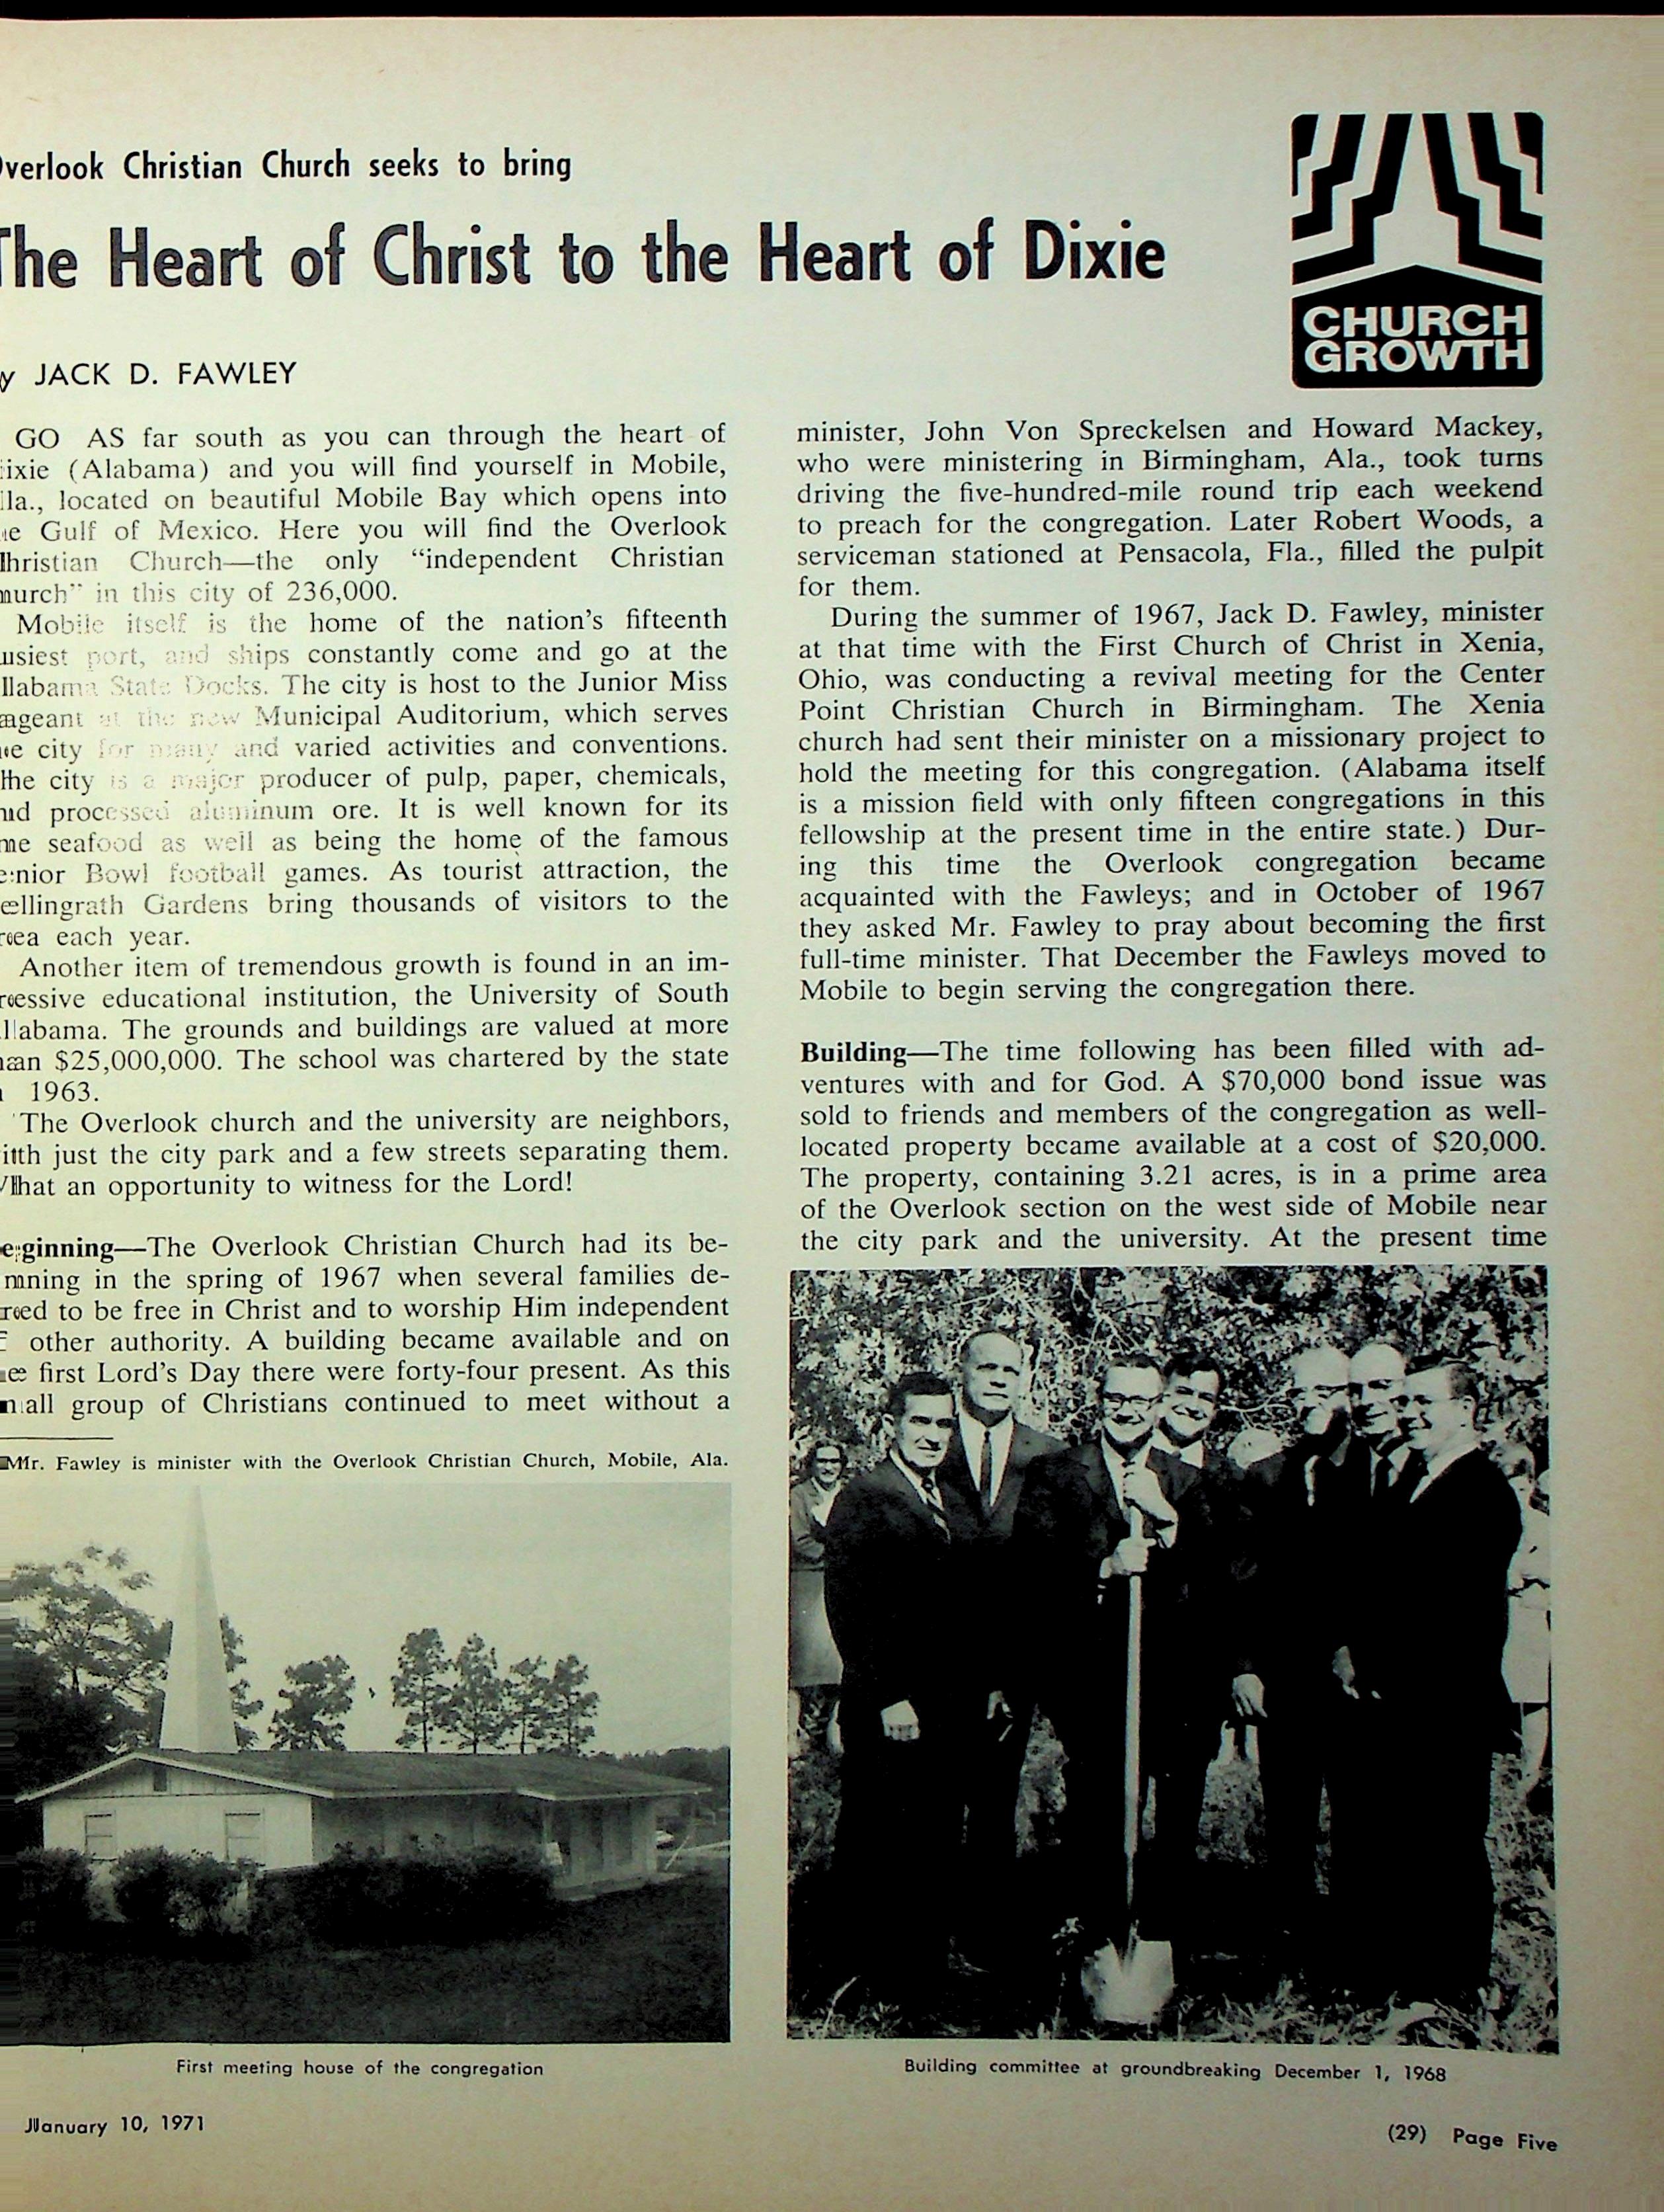 Overlook Christian Church seeks to bring
The Heart of Christ to the Heart of Dixie
CHURCH
GROWTH
by JACK D. FAWLEY
GO AS far south as you can through the heart of
Dixie (Alabama) and you will find yourself in Mobile,
Ala., located on beautiful Mobile Bay which opens into
the Gulf of Mexico. Here you will find the Overlook
Christian Church—the only "independent Christian
church" in this city of 236,000.
Mobile itself is the home of the nation's fifteenth
busiest port, and ships constantly come and go at the
Alabama State Docks. The city is host to the Junior Miss
Pageant at the new Municipal Auditorium, which serves
the city for many and varied activities and conventions.
The city is a major producer of pulp, paper, chemicals,
and processed aluminum ore. It is well known for its
fine seafood as well as being the home of the famous
Senior Bowl football games. As tourist attraction, the
Bellingrath Gardens bring thousands of visitors to the
area each year.
Another item of tremendous growth is found in an im-
pressive educational institution, the University of South
Alabama. The grounds and buildings are valued at more
than $25,000,000. The school was chartered by the state
in 1963.
The Overlook church and the university are neighbors,
with just the city park and a few streets separating them.
What an opportunity to witness for the Lord!
Beginning—The Overlook Christian Church had its be-
ginning in the spring of 1967 when several families de-
cided to be free in Christ and to worship Him independent
of other authority. A building became available and on
the first Lord's Day there were forty-four present. As this
small group of Christians continued to meet without a
Mr. Fawley is minister with the Overlook Christian Church, Mobile, Ala.
First meeting house of the congregation
minister, John Von Spreckelsen and Howard Mackey,
who were ministering in Birmingham, Ala., took turns
driving the five-hundred-mile round trip each weekend
to preach for the congregation. Later Robert Woods, a
serviceman stationed at Pensacola, Fla., filled the pulpit
for them.
During the summer of 1967, Jack D. Fawley, minister
at that time with the First Church of Christ in Xenia,
Ohio, was conducting a revival meeting for the Center
Point Christian Church in Birmingham. The Xenia
church had sent their minister on a missionary project to
hold the meeting for this congregation. (Alabama itself
is a mission field with only fifteen congregations in this
fellowship at the present time in the entire state.) Dur-
ing this time the Overlook congregation became
acquainted with the Fawleys; and in October of 1967
they asked Mr. Fawley to pray about becoming the first
full-time minister. That December the Fawleys moved to
Mobile to begin serving the congregation there.
Building—The time following has been filled with ad-
ventures with and for God. A $70,000 bond issue was
sold to friends and members of the congregation as well-
located property became available at a cost of $20,000.
The property, containing 3.21 acres, is in a prime area
of the Overlook section on the west side of Mobile near
the city park and the university. At the present time
Building committee at groundbreaking December 1, 1968
January 10, 1971
(29) Page Five